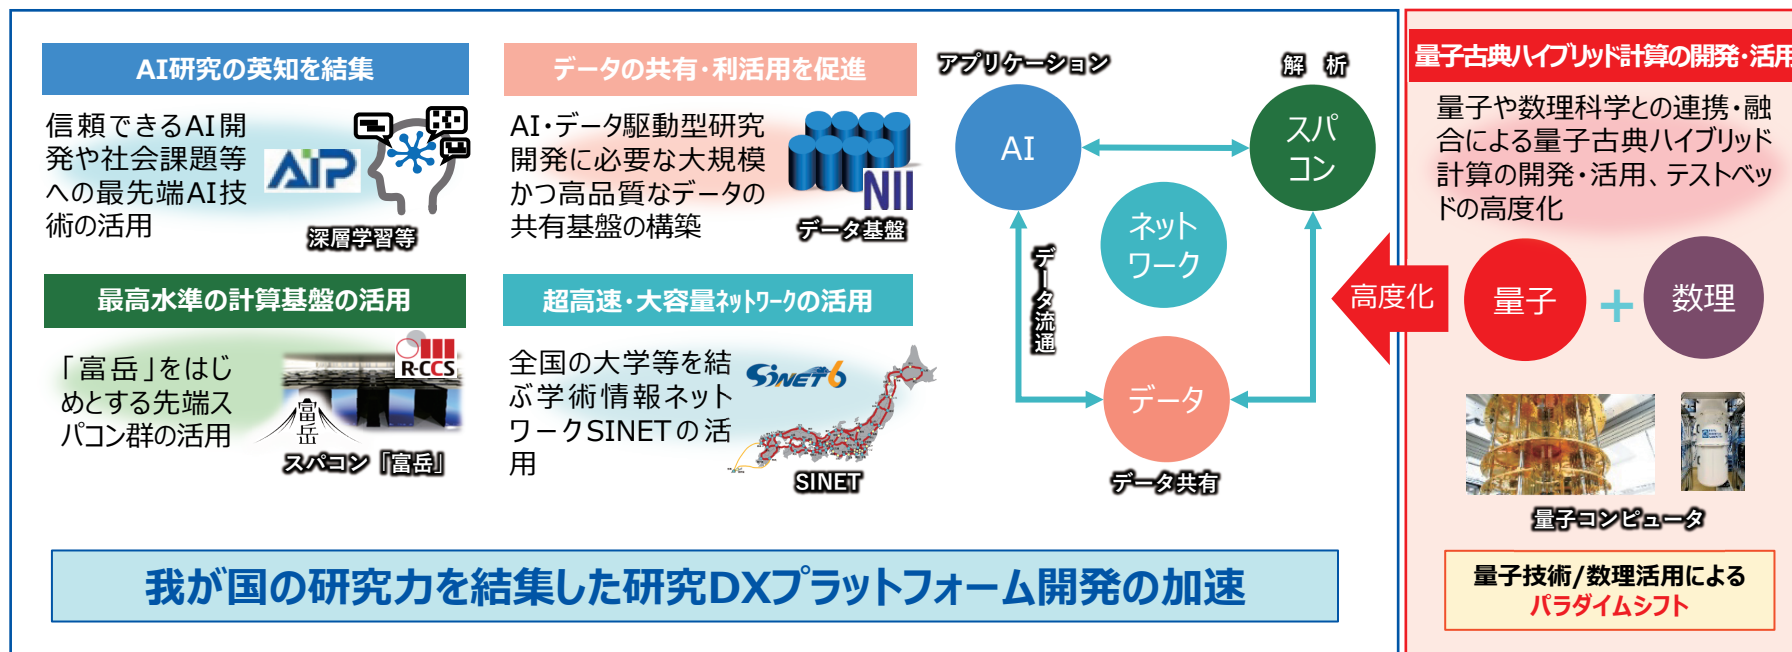 AI研究の英知を結集
信頼できるAI開
発や社会課題等
への最先端AI技
術の活用
AIP
深層学習等
データの共有・利活用を促進
AI・データ駆動型研究
開発に必要な大規模
かつ高品質なデータの
共有基盤の構築
NII
データ基盤
最高水準の計算基盤の活用
「富岳」をはじ
めとする先端ス
パコン群の活用
R-CCS
富岳
スパコン「富岳」
超高速・大容量ネットワークの活用
全国の大学等を結
ぶ学術情報ネット
ワークSINETの活
用
SINET6
SINET
アプリケーション
解 析
AI
スパ
コン
ネット
ワーク
データ流通
データ
データ共有
我が国の研究力を結集した研究DXプラットフォーム開発の加速
量子古典ハイブリッド計算の開発・活用
量子や数理科学との連携・融
合による量子古典ハイブリッド
計算の開発・活用、テストベッ
ドの高度化
高度化
量子
+
数理
量子コンピュータ
量子技術/数理活用による
パラダイムシフト